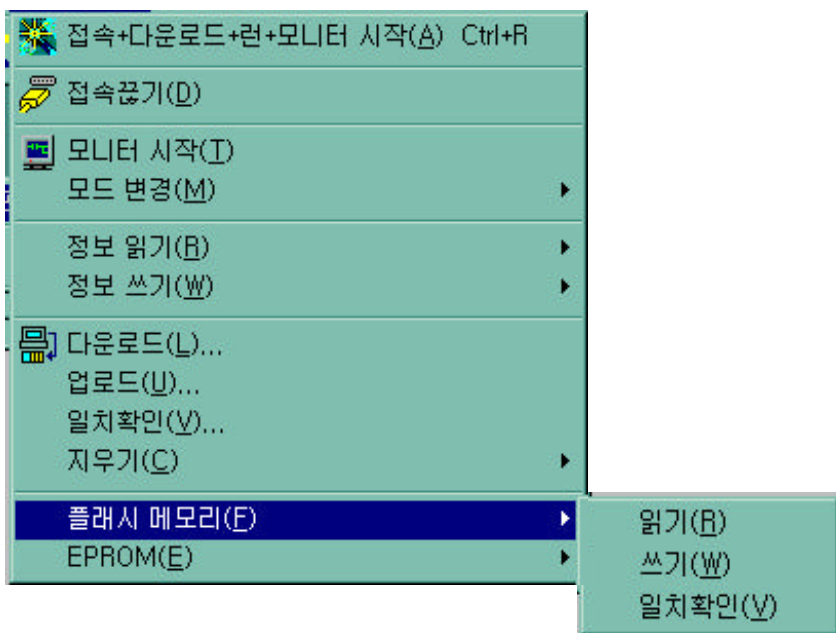 접속+다운로드+런+모니터 시작(A) Ctrl+R
접속끊기(D)
모니터 시작(T)
모드 변경(M)
정보 읽기(R)
정보 쓰기(W)
다운로드(L)...
업로드(U)...
일치확인(V)...
지우기(C)
플래시 메모리(F)
EPROM(E)
읽기(R)
쓰기(W)
일치확인(V)